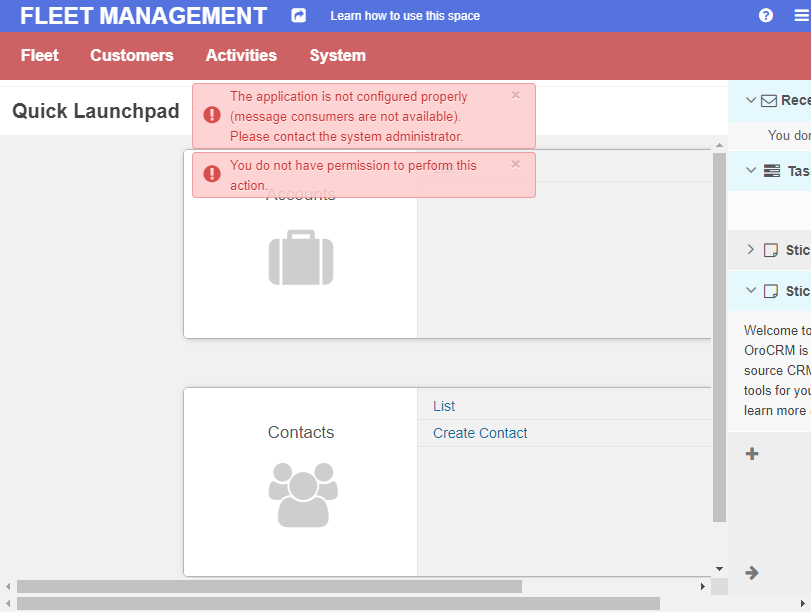 FLEET MANAGEMENT
Learn how to use this space
Fleet Customers Activities System
Quick Launchpad
The application is not configured properly
(message consumers are not available).
Please contact the system administrator.
You do not have permission to perform this
action.
Accounts
Contacts
List
Create Contact
Rece
You don
Tas
Stic
Stic
Welcome to
OroCRM is
source CRM
tools for you
learn more